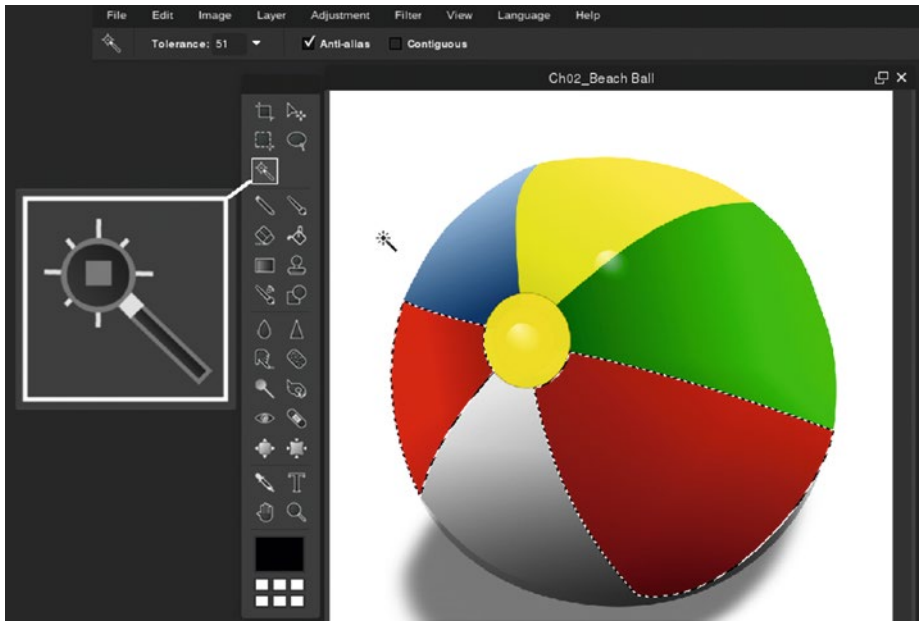 File Edit Image Layer Adjustment Filter View Language Help
Tolerance: 51 Anti-alias Contiguous
Ch02_Beach Ball
T